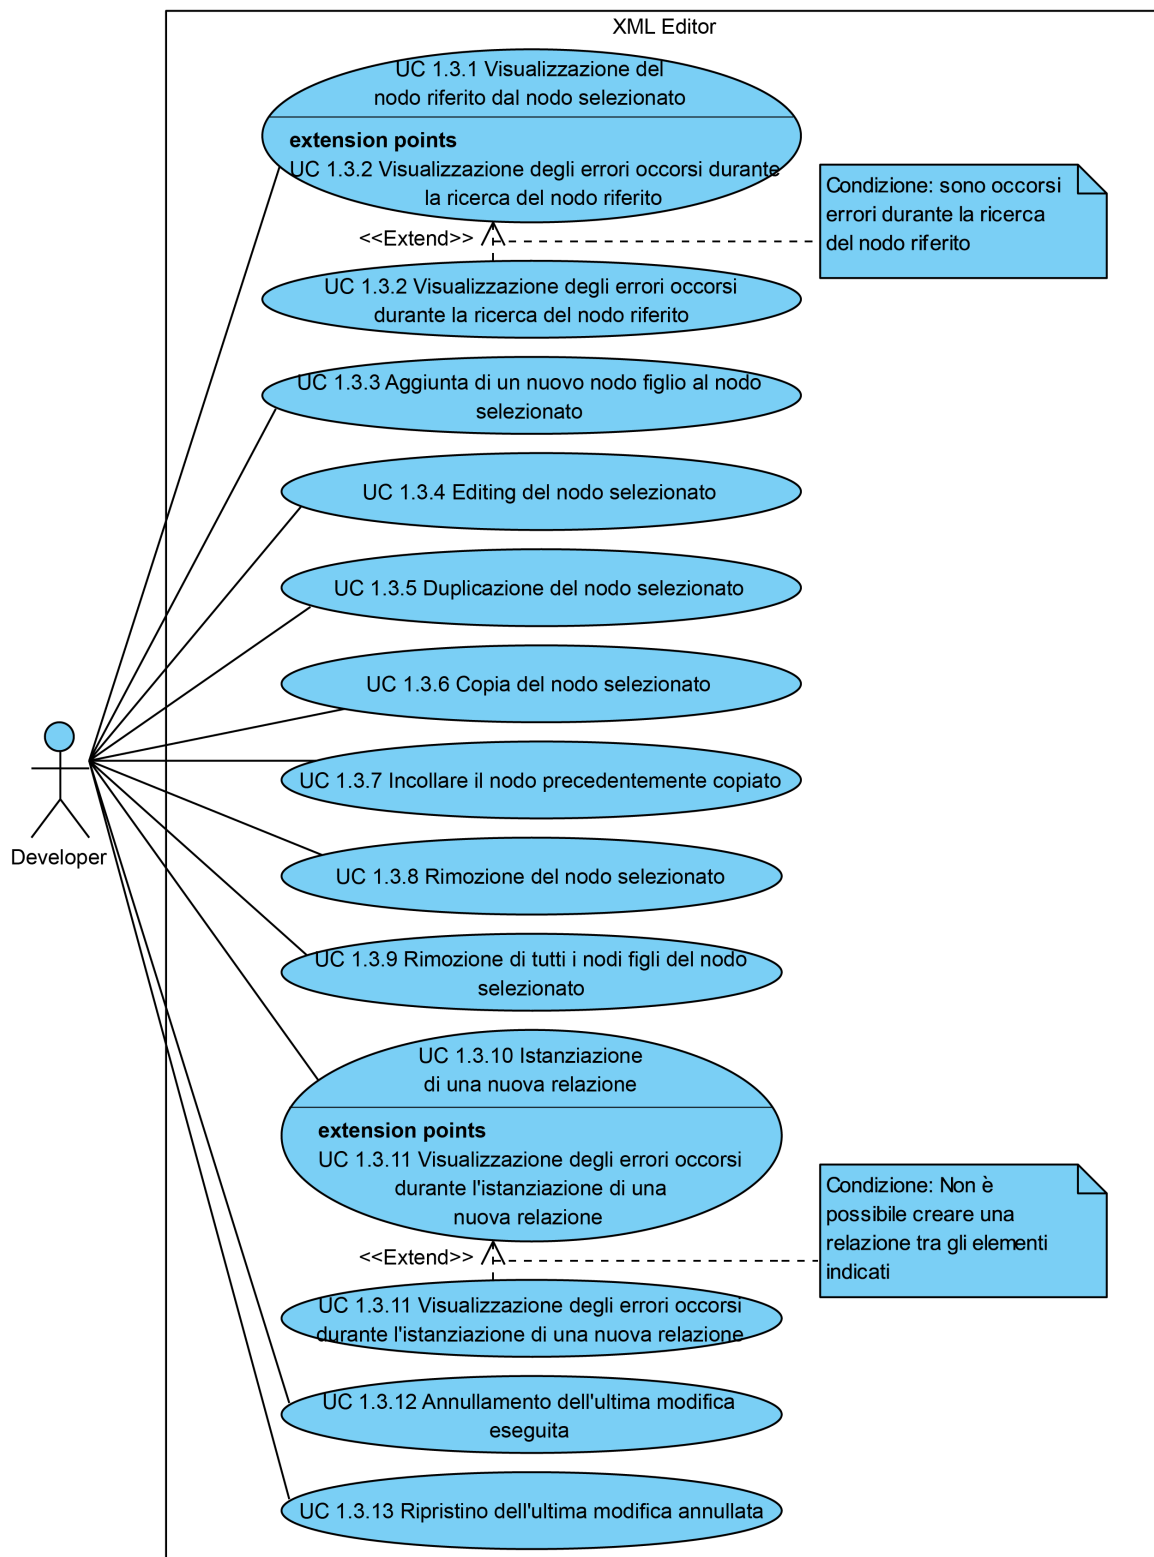 XML Editor
UC 1.3.1 Visualizzazione del
nodo riferito dal nodo selezionato
extension points
UC 1.3.2 Visualizzazione degli errori occorsi durante
la ricerca del nodo riferito
Condizione: sono occorsi
errori durante la ricerca
del nodo riferito
<<Extend>>
UC 1.3.2 Visualizzazione degli errori occorsi
durante la ricerca del nodo riferito
UC 1.3.3 Aggiunta di un nuovo nodo figlio al nodo
selezionato
UC 1.3.4 Editing del nodo selezionato
UC 1.3.5 Duplicazione del nodo selezionato
UC 1.3.6 Copia del nodo selezionato
UC 1.3.7 Incollare il nodo precedentemente copiato
Developer
UC 1.3.8 Rimozione del nodo selezionato
UC 1.3.9 Rimozione di tutti i nodi figli del nodo
selezionato
UC 1.3.10 Istanziazione
di una nuova relazione
extension points
UC 1.3.11 Visualizzazione degli errori occorsi
durante l'istanziazione di una
nuova relazione
Condizione: Non è
possibile creare una
relazione tra gli elementi
indicati
<<Extend>>
UC 1.3.11 Visualizzazione degli errori occorsi
durante l'istanziazione di una nuova relazione
UC 1.3.12 Annullamento dell'ultima modifica
eseguita
UC 1.3.13 Ripristino dell'ultima modifica annullata